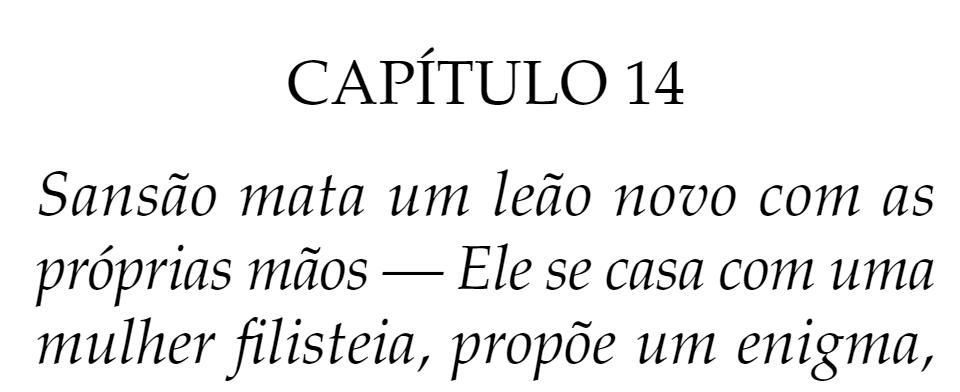 CAPÍTULO 14
Sansão mata um leão novo com as
próprias mãos — Ele se casa com uma
mulher filisteia, propõe um enigma,